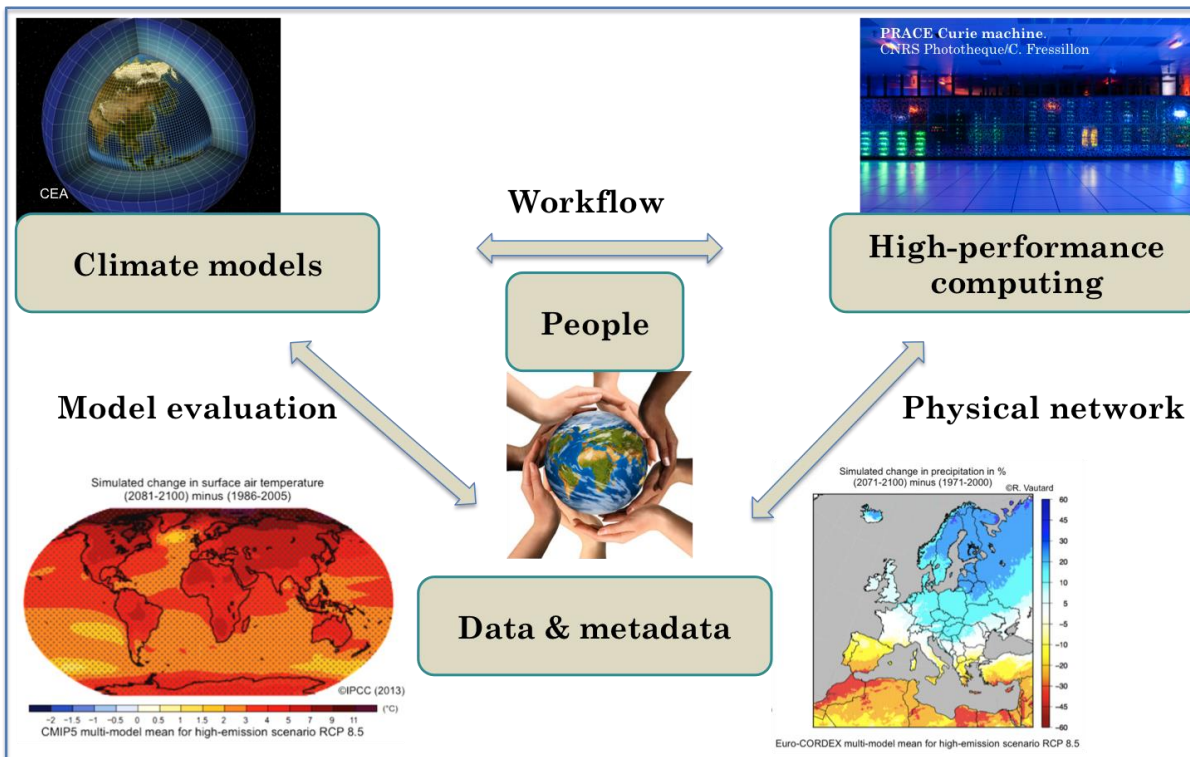 PRACE Curie machine.
CNRS Phototheque/C. Fressillon
CEA
Workflow
Climate models
High-performance
computing
People
Model evaluation
Physical network
Simulated change in surface air temperature
(2081-2100) minus (1986-2005)
©IPCC (2013)
−2 −1.5 −1 −0.5 0 0.5 1 1.5 2 3 4 5 7 9 11 (°C)
CMIP5 multi-model mean for high-emission scenario RCP 8.5
Data & metadata
Simulated change in precipitation in %
(2071-2100) minus (1971-2000)
©R. Vautard
60
45
30
20
10
5
−5
−10
−20
−30
−45
−60
Euro-CORDEX multi-model mean for high-emission scenario RCP 8.5